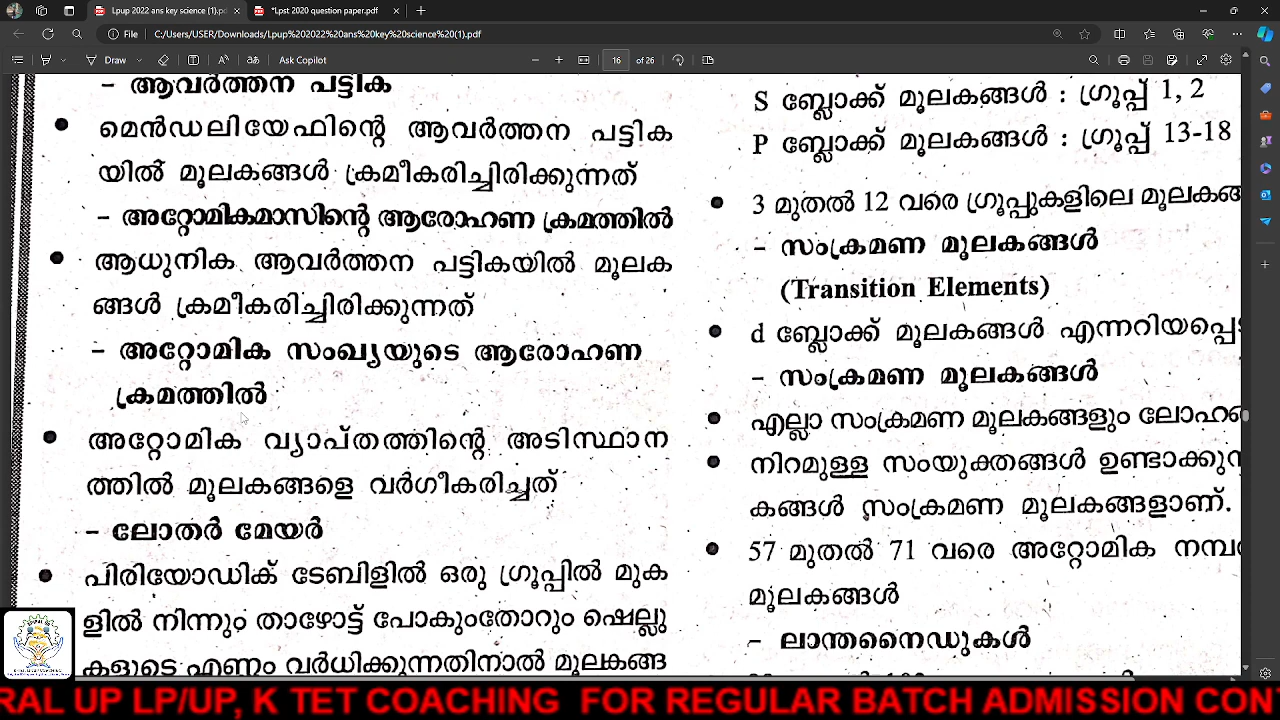 Lpup 2022 ans key science (1).pdf
*Lpst 2020 question paper.pdf
File
C:/Users/USER/Downloads/Lpup%202022%20ans%20key%20science%20(1).pdf
Draw
Ask Copilot
16
of 26
– ആവർത്തന പട്ടിക
മെൻഡലിയേഫിന്റെ ആവർത്തന പട്ടിക
യിൽ മൂലകങ്ങൾ ക്രമീകരിച്ചിരിക്കുന്നത്
– അറ്റോമികമാസിന്റെ ആരോഹണ ക്രമത്തിൽ
ആധുനിക ആവർത്തന പട്ടികയിൽ മൂലക
ങ്ങൾ ക്രമീകരിച്ചിരിക്കുന്നത്
– അറ്റോമിക സംഖ്യയുടെ ആരോഹണ
ക്രമത്തിൽ
അറ്റോമിക വ്യാപ്തത്തിന്റെ അടിസ്ഥാന
ത്തിൽ മൂലകങ്ങളെ വർഗീകരിച്ചത്
– ലോതർ മേയർ
പിരിയോഡിക് ടേബിളിൽ ഒരു ഗ്രൂപ്പിൽ മുക
ളിൽ നിന്നും താഴോട്ട് പോകുംതോറും ഷെല്ലു
കളുടെ എണ്ണം വർധിക്കുന്നതിനാൽ മൂലകങ്ങ
S ബ്ലോക്ക് മൂലകങ്ങൾ : ഗ്രൂപ്പ് 1, 2
P ബ്ലോക്ക് മൂലകങ്ങൾ : ഗ്രൂപ്പ് 13-18
3 മുതൽ 12 വരെ ഗ്രൂപ്പുകളിലെ മൂലകങ്ങ
– സംക്രമണ മൂലകങ്ങൾ
(Transition Elements)
d ബ്ലോക്ക് മൂലകങ്ങൾ എന്നറിയപ്പെ
– സംക്രമണ മൂലകങ്ങൾ
എല്ലാ സംക്രമണ മൂലകങ്ങളും ലോഹ
നിറമുള്ള സംയുക്തങ്ങൾ ഉണ്ടാക്കുന്ന
കങ്ങൾ സംക്രമണ മൂലകങ്ങളാണ്.
57 മുതൽ 71 വരെ അറ്റോമിക നമ്പ
മൂലകങ്ങൾ
– ലാന്തനൈഡുകൾ
RAL UP LP/UP, K TET COACHING FOR REGULAR BATCH ADMISSION CON